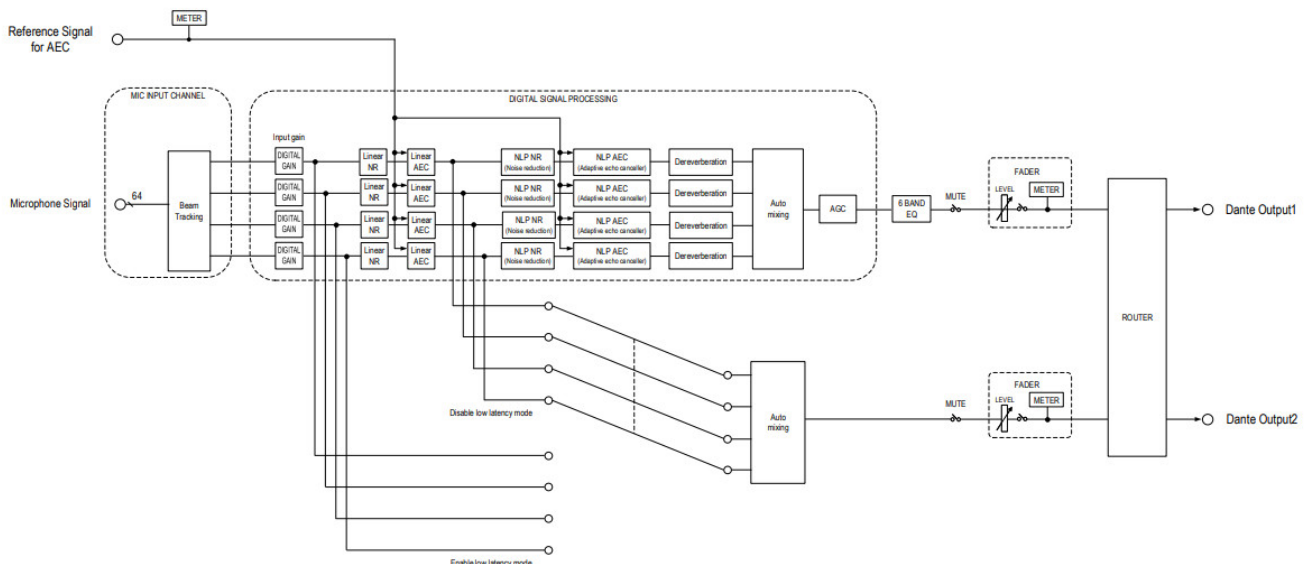 METER
Reference Signal
for AEC
MIC INPUT CHANNEL
DIGITAL SIGNAL PROCESSING
Input gain
DIGITAL
GAIN
Linear
NR
Linear
AEC
NLP NR
(Noise reduction)
NLP AEC
(Adaptive echo canceller)
Dereverberation
DIGITAL
GAIN
Linear
NR
Linear
AEC
NLP NR
(Noise reduction)
NLP AEC
(Adaptive echo canceller)
Dereverberation
DIGITAL
GAIN
Linear
NR
Linear
AEC
NLP NR
(Noise reduction)
NLP AEC
(Adaptive echo canceller)
Dereverberation
DIGITAL
GAIN
Linear
NR
Linear
AEC
NLP NR
(Noise reduction)
NLP AEC
(Adaptive echo canceller)
Dereverberation
Microphone Signal
64
Beam
Tracking
Auto
mixing
AGC
6 BAND
EQ
MUTE
FADER
LEVEL
METER
Dante Output1
ROUTER
Disable low latency mode
Auto
mixing
MUTE
FADER
LEVEL
METER
Dante Output2
Enable low latency mode